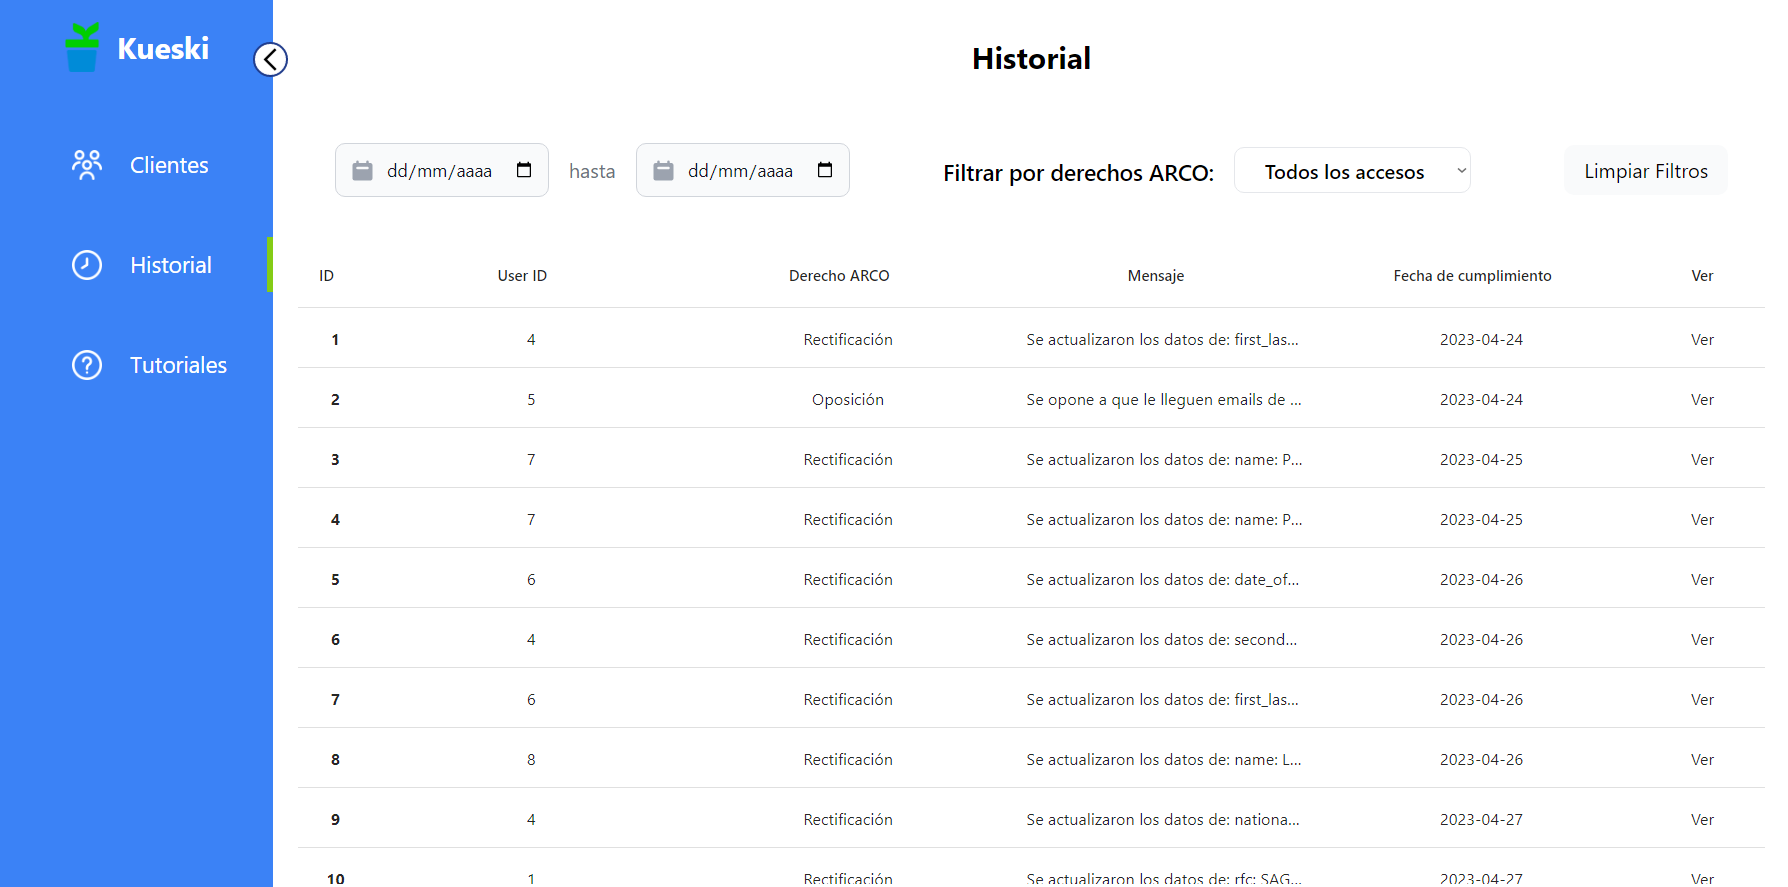 Kueski
Clientes
Historial
Tutoriales
Historial
dd/mm/aaaa hasta dd/mm/aaaa Filtrar por derechos ARCO: Todos los accesos Limpiar Filtros
ID User ID Derecho ARCO Mensaje Fecha de cumplimiento Ver
1 4 Rectificación Se actualizaron los datos de: first_las... 2023-04-24 Ver
2 5 Oposición Se opone a que le lleguen emails de ... 2023-04-24 Ver
3 7 Rectificación Se actualizaron los datos de: name: P... 2023-04-25 Ver
4 7 Rectificación Se actualizaron los datos de: name: P... 2023-04-25 Ver
5 6 Rectificación Se actualizaron los datos de: date_of... 2023-04-26 Ver
6 4 Rectificación Se actualizaron los datos de: second... 2023-04-26 Ver
7 6 Rectificación Se actualizaron los datos de: first_las... 2023-04-26 Ver
8 8 Rectificación Se actualizaron los datos de: name: L... 2023-04-26 Ver
9 4 Rectificación Se actualizaron los datos de: nationa... 2023-04-27 Ver
10 1 Rectificación Se actualizaron los datos de: rfc: SAG... 2023-04-27 Ver